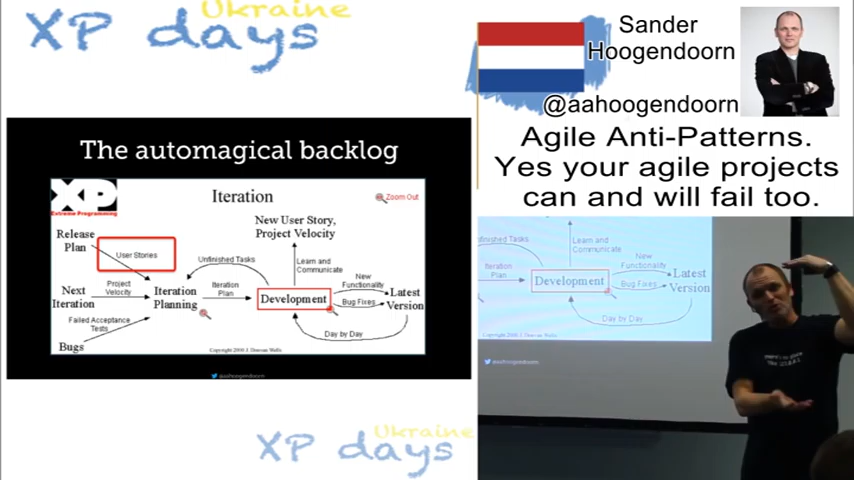 Ukraine
XP days
Sander
Hoogendoorn
@aahoogendoorn
Agile Anti-Patterns.
Yes your agile projects
can and will fail too.
The automagical backlog
XP
Extreme Programming
Iteration
Zoom Out
New User Story,
Project Velocity
Release
Plan
User Stories
Unfinished Tasks
Learn and
Communicate
New
Functionality
Next
Iteration
Project
Velocity
Iteration
Planning
Iteration
Plan
Development
Bug Fixes
Latest
Version
Failed Acceptance
Tests
Day by Day
Bugs
Copyright 2000 J. Donvan Wells
@aahoogendoorn
Unfinished Tasks
Learn and
Communicate
New
Functionality
Iteration
Plan
Development
Bug Fixes
Latest
Version
Day by Day
@aahoogendoorn
Ukraine
XP days